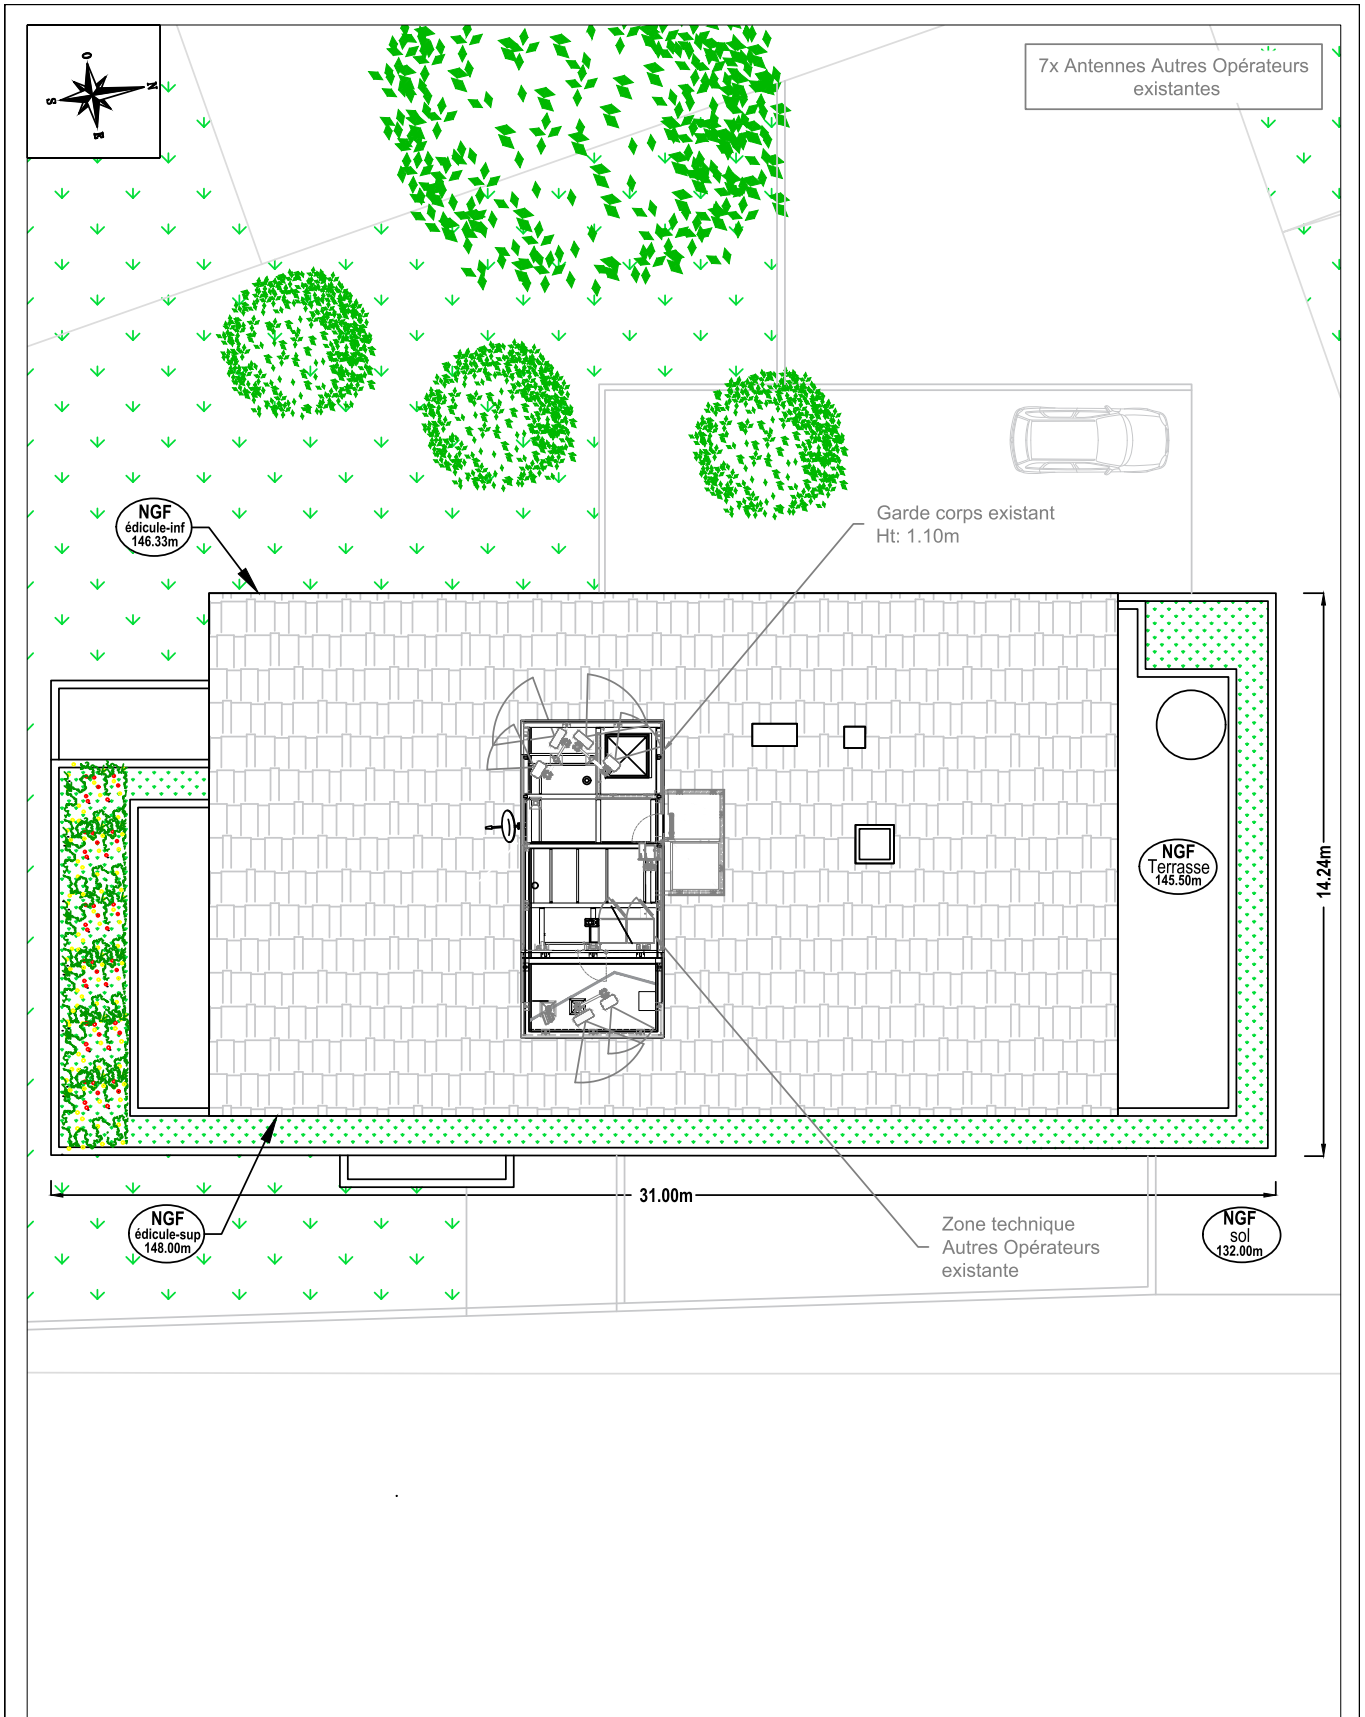 O
N
S
E
7x Antennes Autres Opérateurs
existantes
NGF
édicule-inf
146.33m
Garde corps existant
Ht: 1.10m
NGF
Terrasse
145.50m
14.24m
31.00m
NGF
édicule-sup
148.00m
Zone technique
Autres Opérateurs
existante
NGF
sol
132.00m